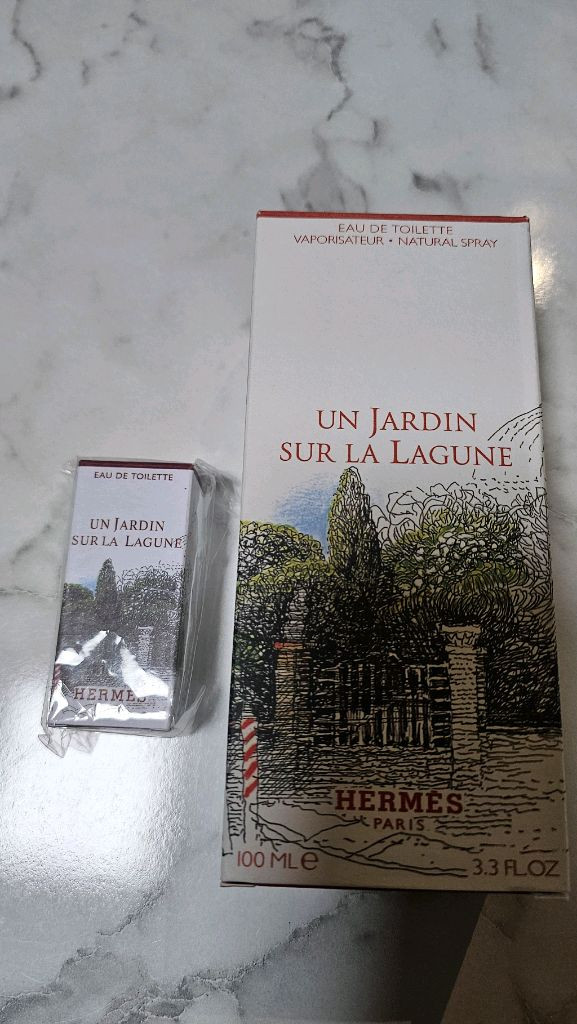 EAU DE TOILETTE
VAPORISATEUR • NATURAL SPRAY
UN JARDIN
SUR LA LAGUNE
HERMÈS
PARIS
100 ML e
3.3 FL.OZ
EAU DE TOILETTE
UN JARDIN
SUR LA LAGUNE
HERMÈS